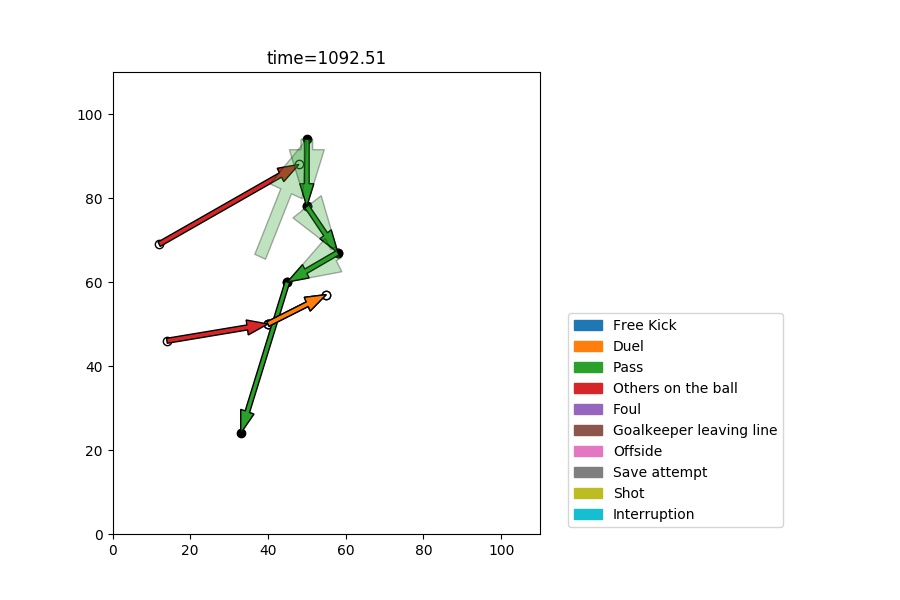 time=1092.51
100
80
60
40
20
0
0 20 40 60 80 100
Free Kick
Duel
Pass
Others on the ball
Foul
Goalkeeper leaving line
Offside
Save attempt
Shot
Interruption